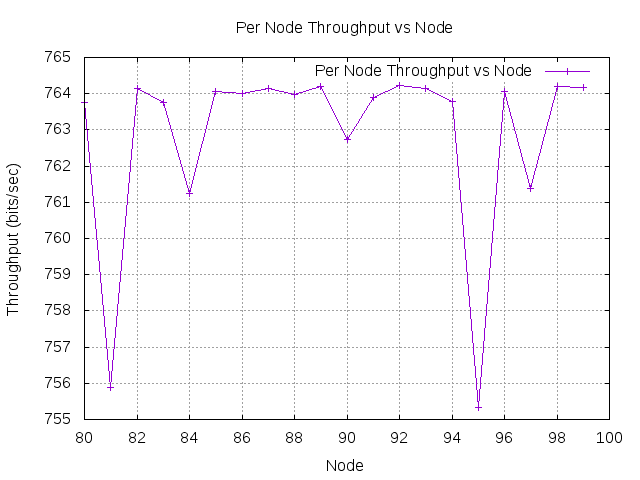 Per Node Throughput vs Node
Per Node Throughput vs Node
765
764
763
762
761
760
759
758
757
756
755
Throughput (bits/sec)
80 82 84 86 88 90 92 94 96 98 100
Node